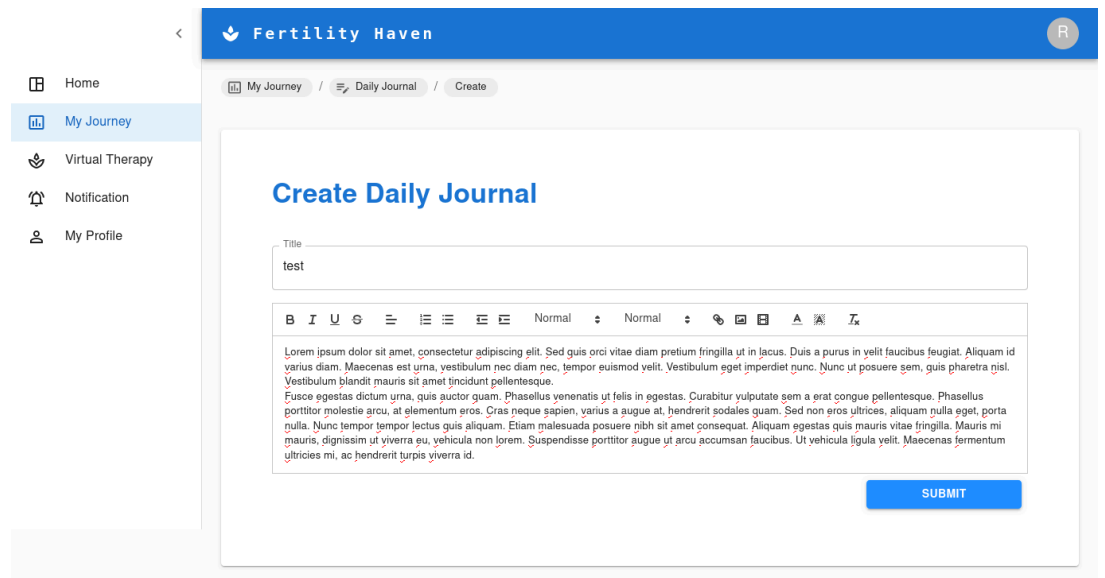 Fertility Haven
R
Home
My Journey
Virtual Therapy
Notification
My Profile
My Journey / Daily Journal / Create
Create Daily Journal
Title
test
B I U S Normal Normal A A Tx
Lorem ipsum dolor sit amet, consectetur adipiscing elit. Sed quis orci vitae diam pretium fringilla ut in lacus. Duis a purus in velit faucibus feugiat. Aliquam id
varius diam. Maecenas est urna, vestibulum nec diam nec, tempor euismod velit. Vestibulum eget imperdiet nunc. Nunc ut posuere sem, quis pharetra nisl.
Vestibulum blandit mauris sit amet tincidunt pellentesque.
Fusce egestas dictum urna, quis auctor quam. Phasellus venenatis ut felis in egestas. Curabitur vulputate sem a erat congue pellentesque. Phasellus
porttitor molestie arcu, at elementum eros. Cras neque sapien, varius a augue at, hendrerit sodales quam. Sed non eros ultrices, aliquam nulla eget, porta
nulla. Nunc tempor tempor lectus quis aliquam. Etiam malesuada posuere nibh sit amet consequat. Aliquam egestas quis mauris vitae fringilla. Mauris mi
mauris, dignissim ut viverra eu, vehicula non lorem. Suspendisse porttitor augue ut arcu accumsan faucibus. Ut vehicula ligula velit. Maecenas fermentum
ultricies mi, ac hendrerit turpis viverra id.
SUBMIT